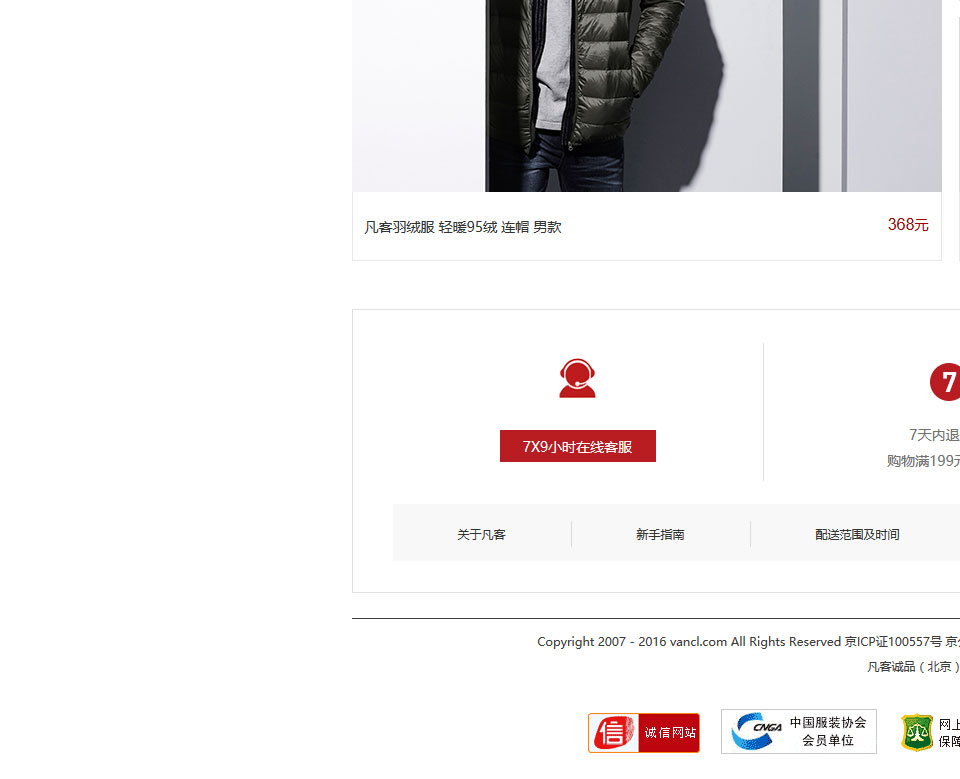 凡客羽绒服 轻暖95绒 连帽 男款
368元
7
7X9小时在线客服
7天内退
购物满199元
关于凡客
新手指南
配送范围及时间
Copyright 2007 - 2016 vancl.com All Rights Reserved 京ICP证100557号
凡客诚品（北京）
信 诚信网站
CNGA 中国服装协会
会员单位
网上
保障